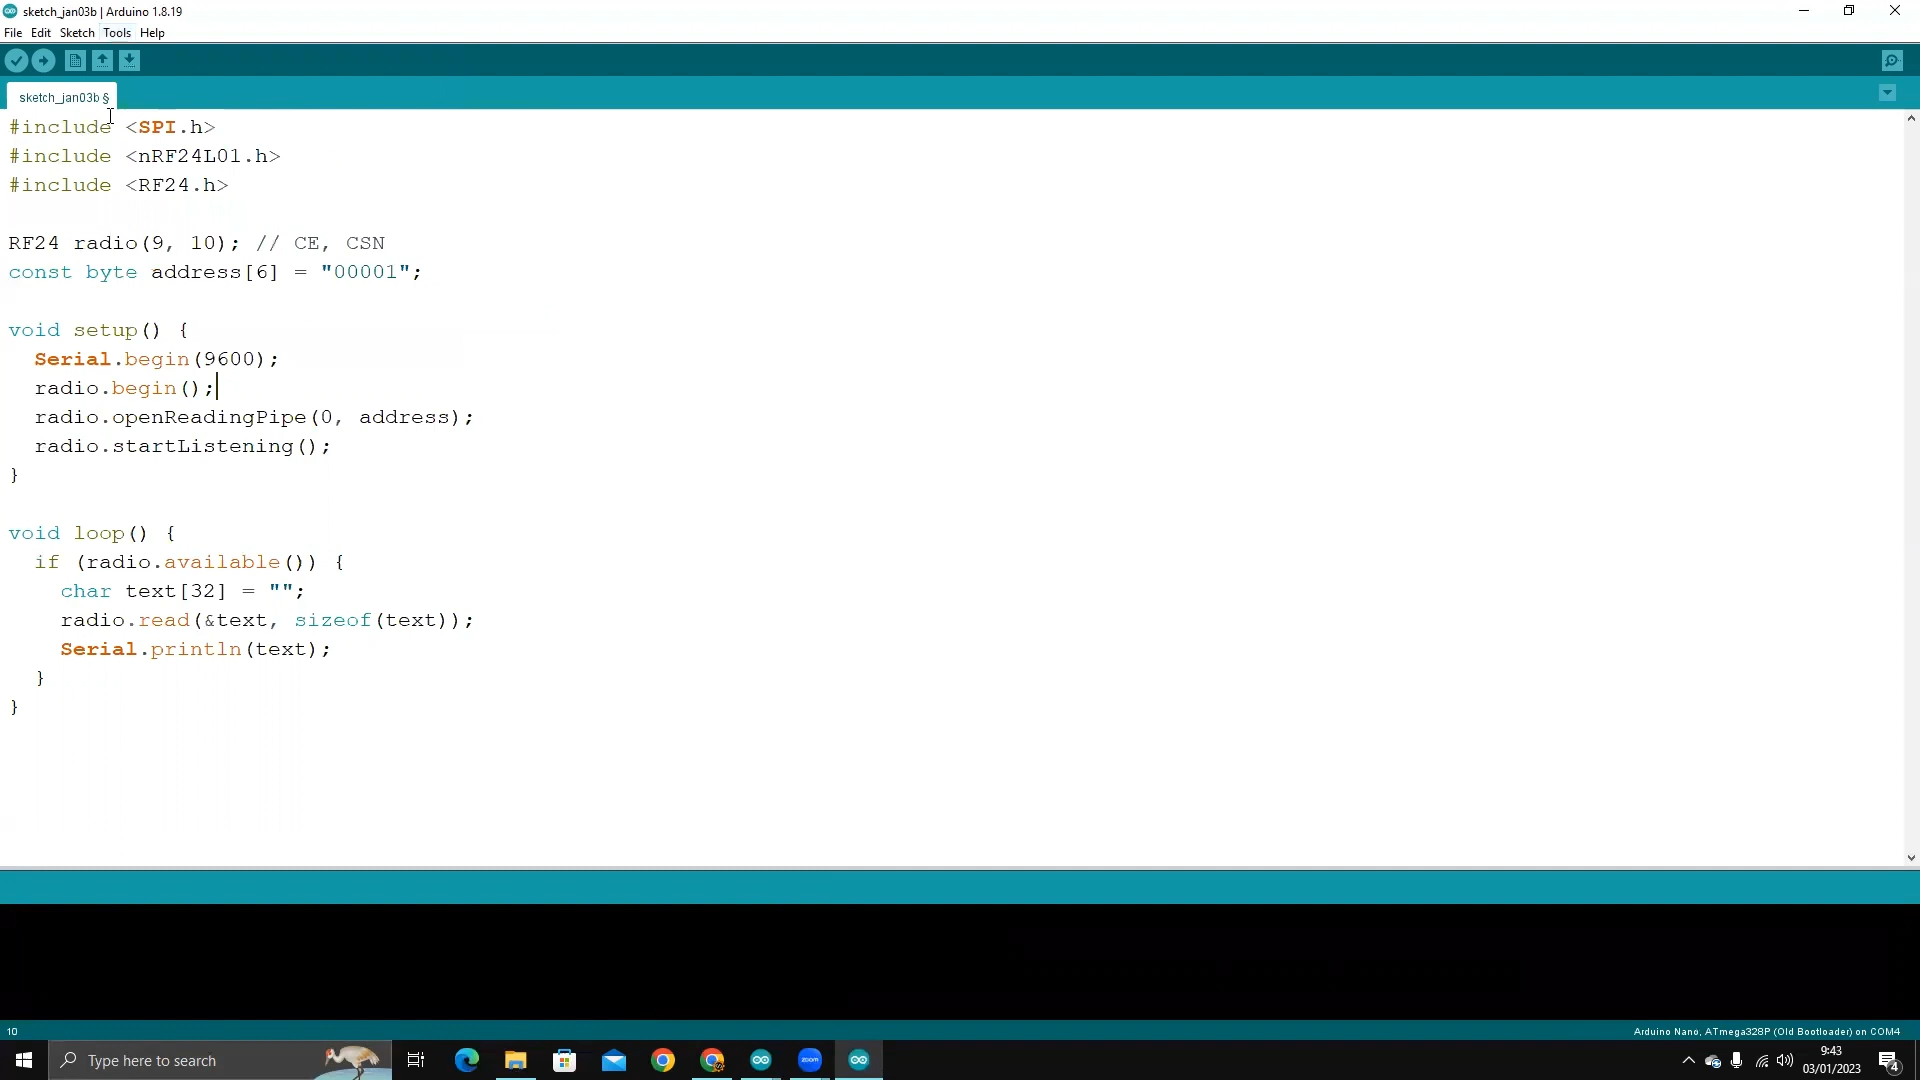 sketch_jan03b | Arduino 1.8.19
File Edit Sketch Tools Help
sketch_jan03b §
#include <SPI.h>
#include <nRF24L01.h>
#include <RF24.h>
RF24 radio(9, 10); // CE, CSN
const byte address[6] = "00001";
void setup() {
  Serial.begin(9600);
  radio.begin();
  radio.openReadingPipe(0, address);
  radio.startListening();
}
void loop() {
  if (radio.available()) {
    char text[32] = "";
    radio.read(&text, sizeof(text));
    Serial.println(text);
  }
}
10
Arduino Nano, ATmega328P (Old Bootloader) on COM4
Type here to search
zoom
9:43
03/01/2023
4